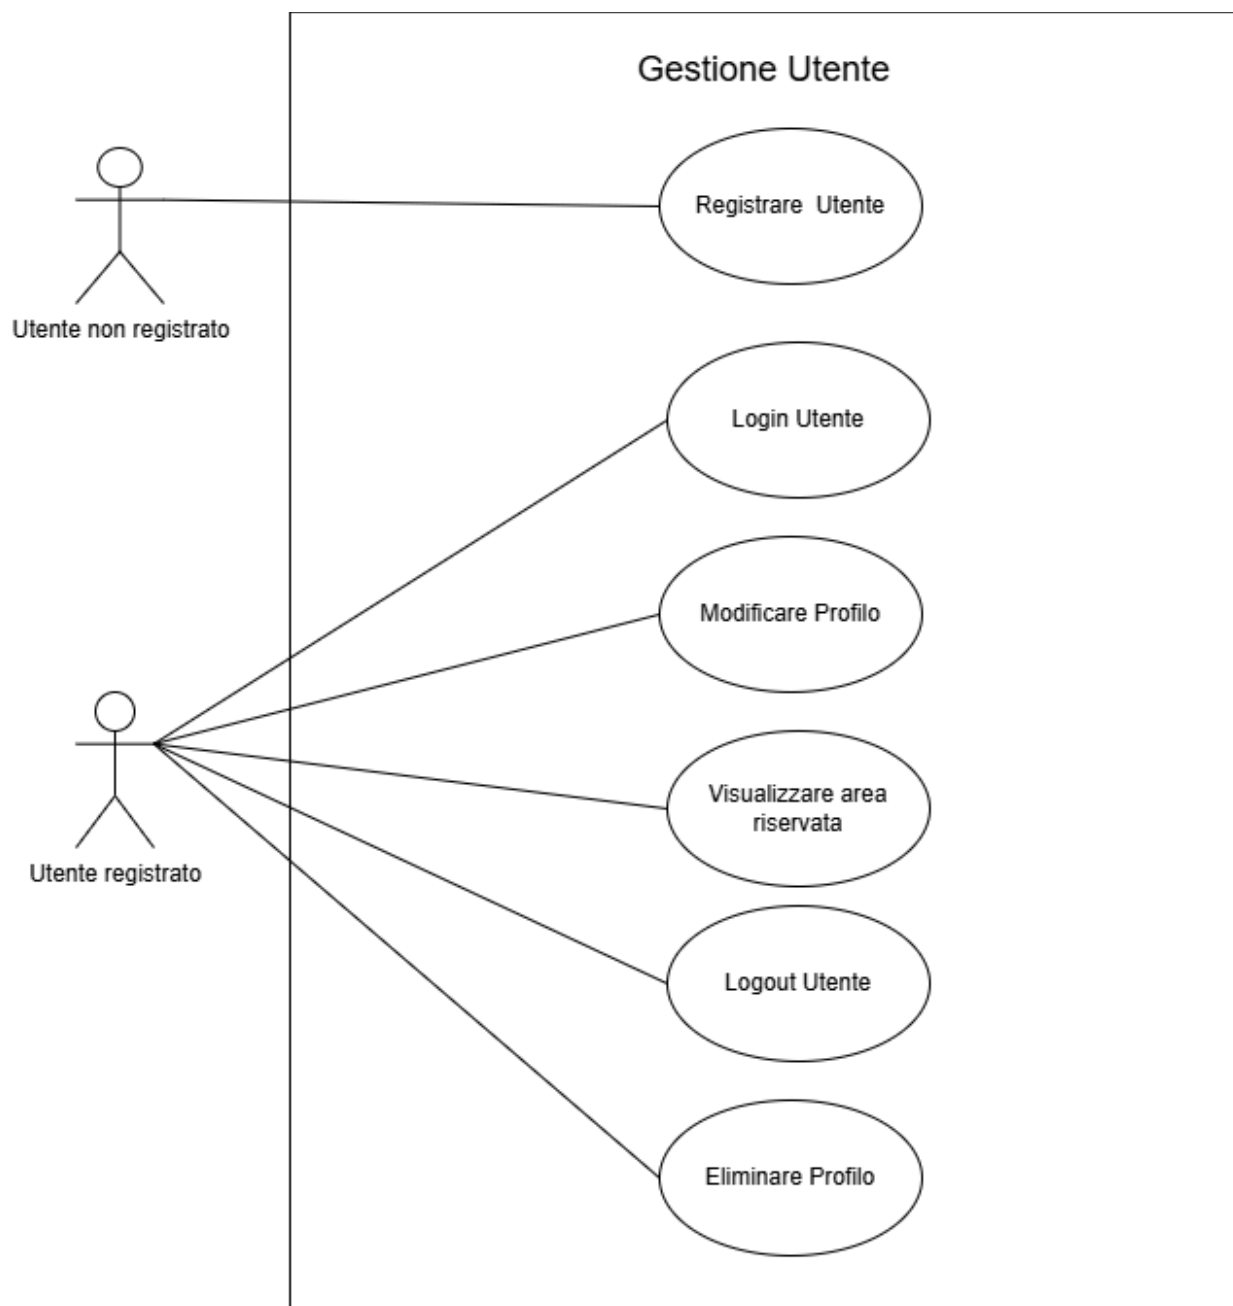 Gestione Utente
Registrare  Utente
Utente non registrato
Login Utente
Modificare Profilo
Visualizzare area
riservata
Utente registrato
Logout Utente
Eliminare Profilo